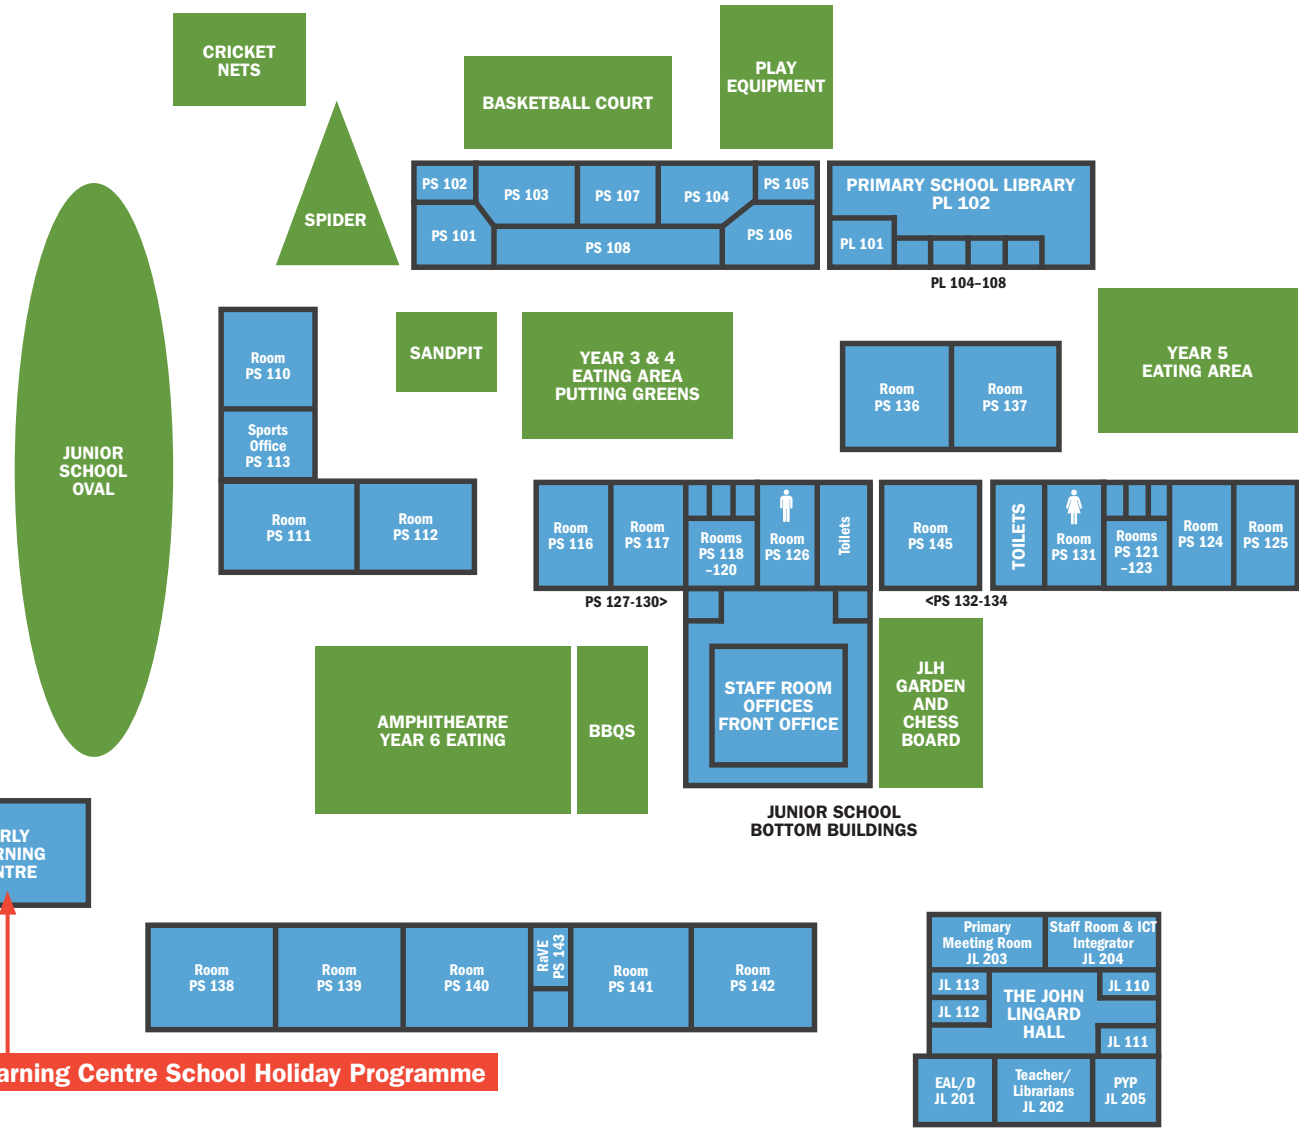 CRICKET
NETS
BASKETBALL COURT
PLAY
EQUIPMENT
SPIDER
PS 102
PS 103
PS 107
PS 104
PS 105
PS 101
PS 108
PS 106
PRIMARY SCHOOL LIBRARY
PL 102
PL 101
PL 104–108
JUNIOR
SCHOOL
OVAL
Room
PS 110
Sports
Office
PS 113
Room
PS 111
Room
PS 112
SANDPIT
YEAR 3 & 4
EATING AREA
PUTTING GREENS
Room
PS 136
Room
PS 137
YEAR 5
EATING AREA
Room
PS 116
Room
PS 117
Rooms
PS 118
–120
Room
PS 126
Toilets
Room
PS 145
TOILETS
Room
PS 131
Rooms
PS 121
–123
Room
PS 124
Room
PS 125
PS 127-130>
<PS 132-134
AMPHITHEATRE
YEAR 6 EATING
BBQS
STAFF ROOM
OFFICES
FRONT OFFICE
JLH
GARDEN
AND
CHESS
BOARD
JUNIOR SCHOOL
BOTTOM BUILDINGS
RLY
RNING
NTRE
Room
PS 138
Room
PS 139
Room
PS 140
RaVE
PS 143
Room
PS 141
Room
PS 142
arning Centre School Holiday Programme
Primary
Meeting Room
JL 203
Staff Room & ICT
Integrator
JL 204
JL 113
JL 112
THE JOHN
LINGARD
HALL
JL 110
JL 111
EAL/D
JL 201
Teacher/
Librarians
JL 202
PYP
JL 205